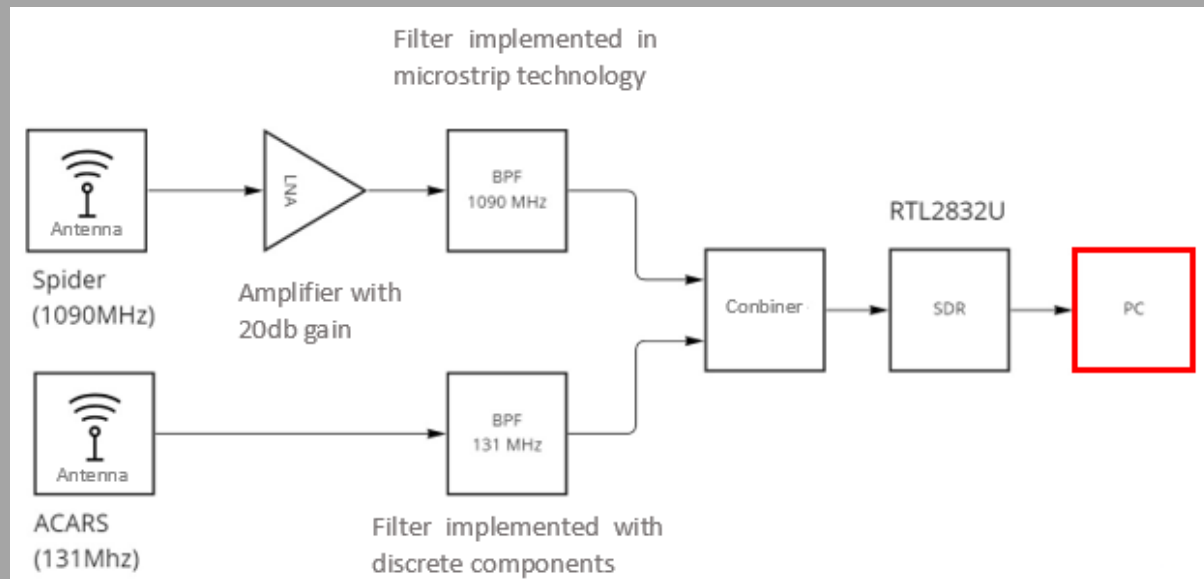 Filter implemented in
microstrip technology
Antenna
Spider
(1090MHz)
LNA
Amplifier with
20db gain
BPF
1090 MHz
RTL2832U
Conbiner
SDR
PC
Antenna
ACARS
(131Mhz)
BPF
131 MHz
Filter implemented with
discrete components